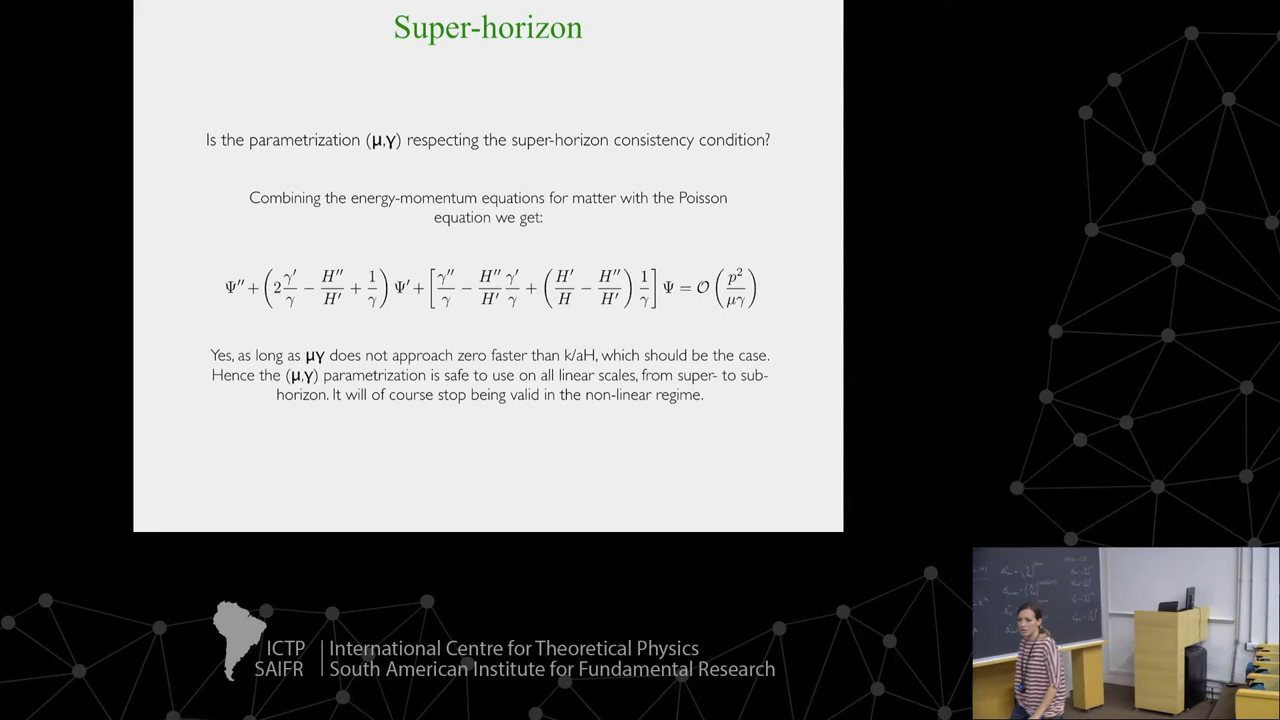 Super-horizon
Is the parametrization (μ,γ) respecting the super-horizon consistency condition?
Combining the energy-momentum equations for matter with the Poisson
equation we get:
Ψ′′ + (2 γ′/γ − H′′/H′ + 1/γ) Ψ′ + [γ′′/γ − H′′/H′ γ′/γ + (H′/H − H′′/H′) 1/γ] Ψ = 𝒪(p²/μγ)
Yes, as long as μγ does not approach zero faster than k/aH, which should be the case.
Hence the (μ,γ) parametrization is safe to use on all linear scales, from super- to sub-
horizon. It will of course stop being valid in the non-linear regime.
ICTP International Centre for Theoretical Physics
SAIFR South American Institute for Fundamental Research